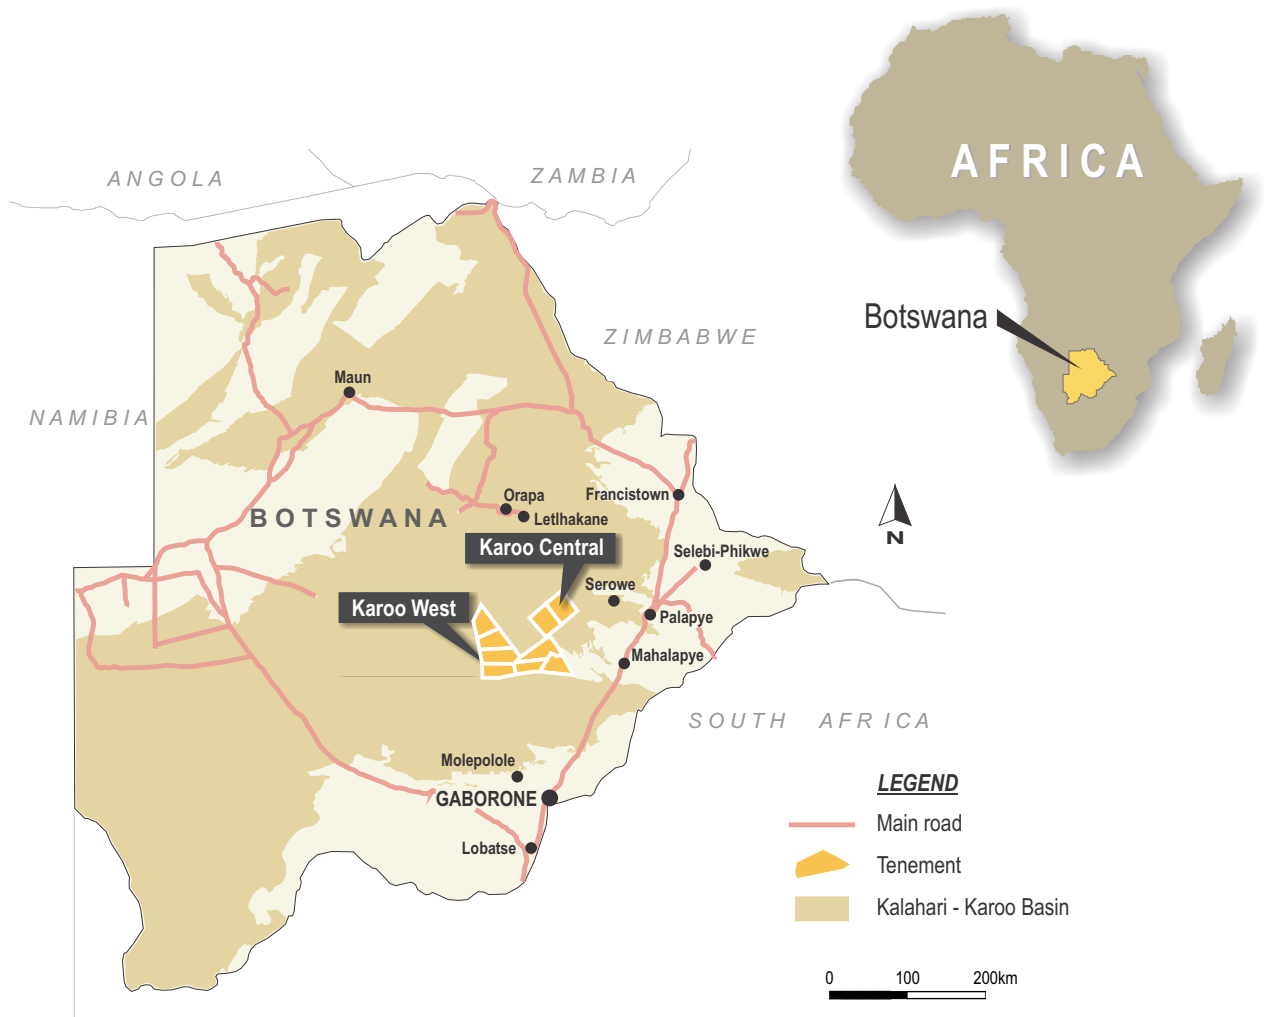 AFRICA
ANGOLA
ZAMBIA
Botswana
ZIMBABWE
Maun
NAMIBIA
Orapa
Francistown
BOTSWANA
Letlhakane
N
Karoo Central
Selebi-Phikwe
Serowe
Karoo West
Palapye
Mahalapye
SOUTH AFRICA
Molepolole
GABORONE
Lobatse
LEGEND
Main road
Tenement
Kalahari - Karoo Basin
0 100 200km